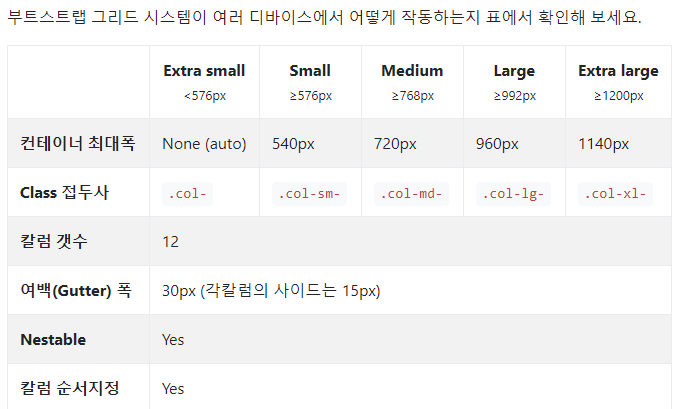 부트스트랩 그리드 시스템이 여러 디바이스에서 어떻게 작동하는지 표에서 확인해 보세요.
Extra small Small Medium Large Extra large
<576px ≥576px ≥768px ≥992px ≥1200px
컨테이너 최대폭 None (auto) 540px 720px 960px 1140px
Class 접두사 .col- .col-sm- .col-md- .col-lg- .col-xl-
칼럼 갯수 12
여백(Gutter) 폭 30px (각칼럼의 사이드는 15px)
Nestable Yes
칼럼 순서지정 Yes